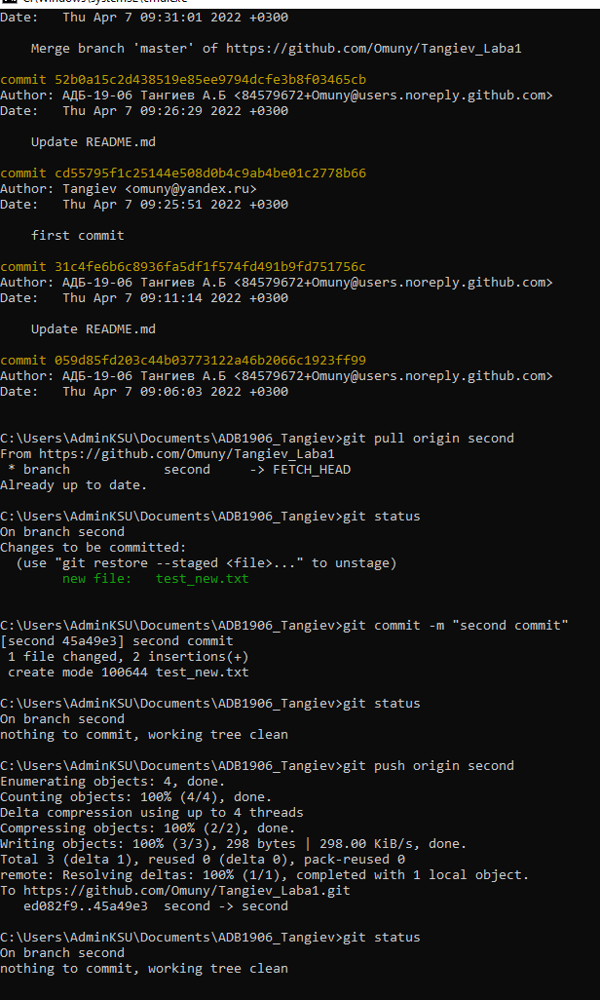 Date:   Thu Apr 7 09:31:01 2022 +0300
    Merge branch 'master' of https://github.com/Omuny/Tangiev_Laba1
commit 52b0a15c2d438519e85ee9794dcfe3b8f03465cb
Author: АДБ-19-06 Тангиев А.Б <84579672+Omuny@users.noreply.github.com>
Date:   Thu Apr 7 09:26:29 2022 +0300
    Update README.md
commit cd55795f1c25144e508d0b4c9ab4be01c2778b66
Author: Tangiev <omuny@yandex.ru>
Date:   Thu Apr 7 09:25:51 2022 +0300
    first commit
commit 31c4fe6b6c8936fa5df1f574fd491b9fd751756c
Author: АДБ-19-06 Тангиев А.Б <84579672+Omuny@users.noreply.github.com>
Date:   Thu Apr 7 09:11:14 2022 +0300
    Update README.md
commit 059d85fd203c44b03773122a46b2066c1923ff99
Author: АДБ-19-06 Тангиев А.Б <84579672+Omuny@users.noreply.github.com>
Date:   Thu Apr 7 09:06:03 2022 +0300
C:\Users\AdminKSU\Documents\ADB1906_Tangiev>git pull origin second
From https://github.com/Omuny/Tangiev_Laba1
 * branch            second     -> FETCH_HEAD
Already up to date.
C:\Users\AdminKSU\Documents\ADB1906_Tangiev>git status
On branch second
Changes to be committed:
  (use "git restore --staged <file>..." to unstage)
        new file:   test_new.txt
C:\Users\AdminKSU\Documents\ADB1906_Tangiev>git commit -m "second commit"
[second 45a49e3] second commit
 1 file changed, 2 insertions(+)
 create mode 100644 test_new.txt
C:\Users\AdminKSU\Documents\ADB1906_Tangiev>git status
On branch second
nothing to commit, working tree clean
C:\Users\AdminKSU\Documents\ADB1906_Tangiev>git push origin second
Enumerating objects: 4, done.
Counting objects: 100% (4/4), done.
Delta compression using up to 4 threads
Compressing objects: 100% (2/2), done.
Writing objects: 100% (3/3), 298 bytes | 298.00 KiB/s, done.
Total 3 (delta 1), reused 0 (delta 0), pack-reused 0
remote: Resolving deltas: 100% (1/1), completed with 1 local object.
To https://github.com/Omuny/Tangiev_Laba1.git
   ed082f9..45a49e3  second -> second
C:\Users\AdminKSU\Documents\ADB1906_Tangiev>git status
On branch second
nothing to commit, working tree clean